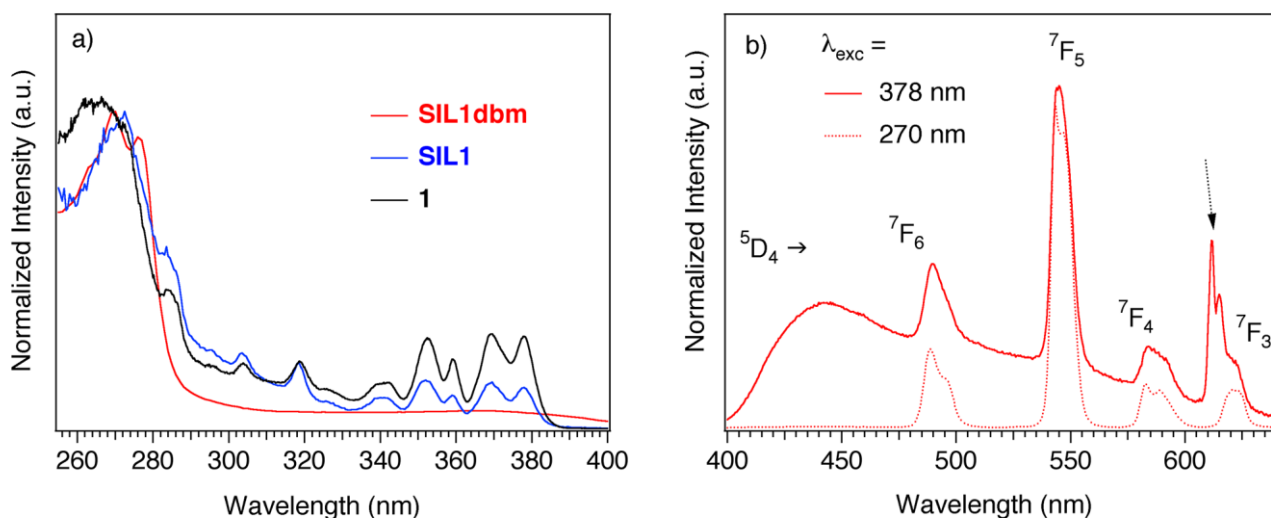 a)
Normalized Intensity (a.u.)
SIL1dbm
SIL1
1
260 280 300 320 340 360 380 400
Wavelength (nm)
b)
Normalized Intensity (a.u.)
λexc =
378 nm
270 nm
⁵D₄ →
⁷F₆
⁷F₅
⁷F₄
⁷F₃
400 450 500 550 600
Wavelength (nm)